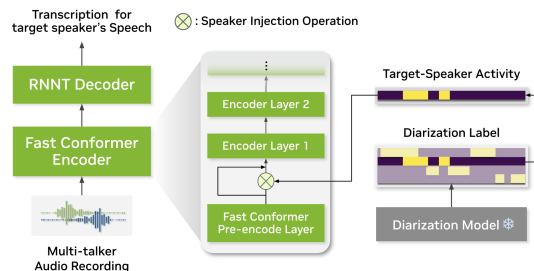 Transcription for
target speaker's Speech
RNNT Decoder
Fast Conformer
Encoder
Multi-talker
Audio Recording
: Speaker Injection Operation
⋮
Encoder Layer 2
Encoder Layer 1
Fast Conformer
Pre-encode Layer
Target-Speaker Activity
Diarization Label
Diarization Model